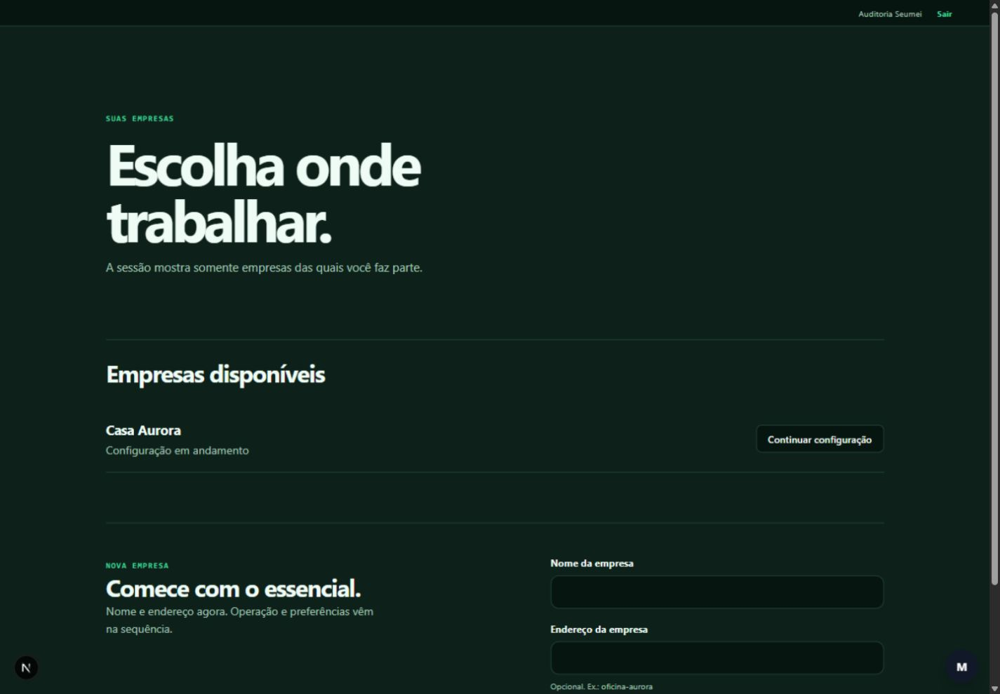 Auditoria Seumei Sair
SUAS EMPRESAS
Escolha onde
trabalhar.
A sessão mostra somente empresas das quais você faz parte.
Empresas disponíveis
Casa Aurora
Configuração em andamento
Continuar configuração
NOVA EMPRESA
Comece com o essencial.
Nome e endereço agora. Operação e preferências vêm
na sequência.
Nome da empresa
Endereço da empresa
Opcional. Ex.: oficina-aurora
N
M